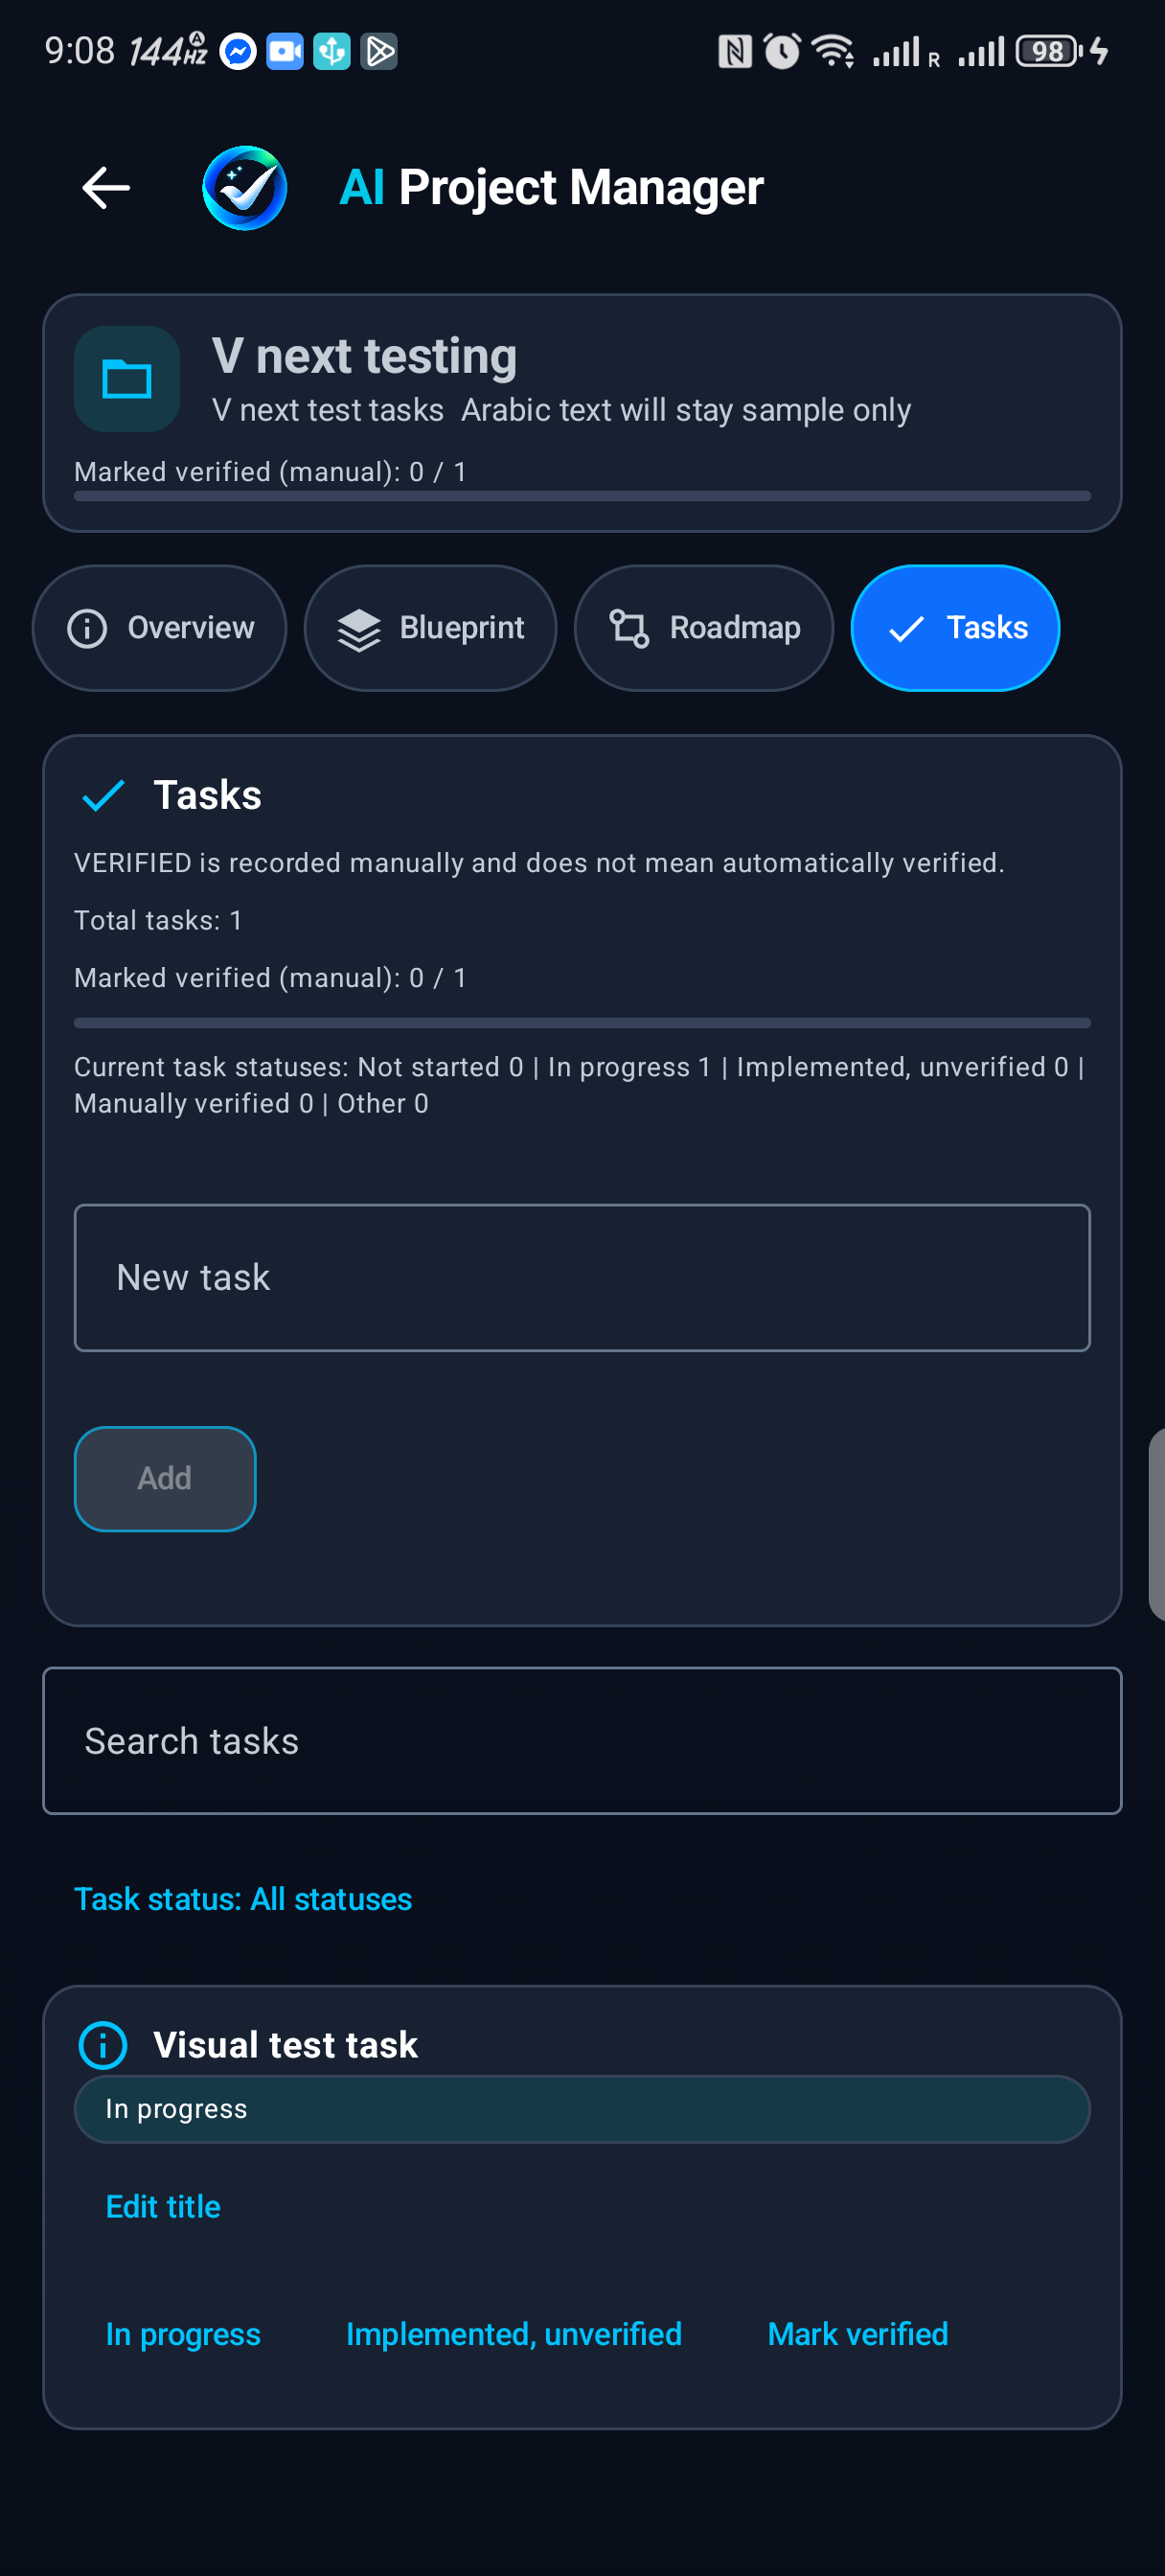 9:08 144HZ A R 98
AI Project Manager
V next testing
V next test tasks  Arabic text will stay sample only
Marked verified (manual): 0 / 1
Overview
Blueprint
Roadmap
Tasks
Tasks
VERIFIED is recorded manually and does not mean automatically verified.
Total tasks: 1
Marked verified (manual): 0 / 1
Current task statuses: Not started 0 | In progress 1 | Implemented, unverified 0 |
Manually verified 0 | Other 0
New task
Add
Search tasks
Task status: All statuses
Visual test task
In progress
Edit title
In progress
Implemented, unverified
Mark verified